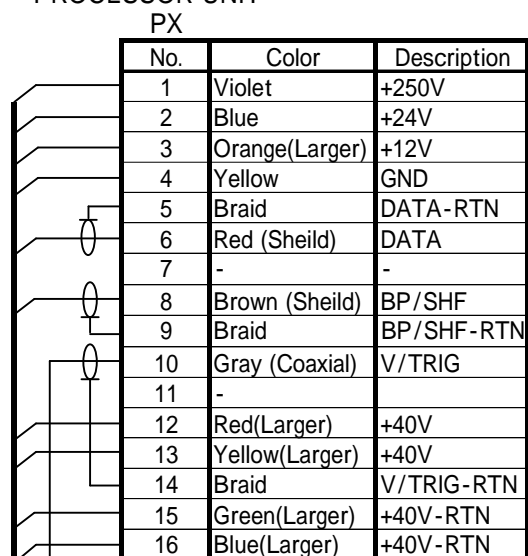 PX
No. Color Description
1 Violet +250V
2 Blue +24V
3 Orange(Larger) +12V
4 Yellow GND
5 Braid DATA-RTN
6 Red (Sheild) DATA
7 - -
8 Brown (Sheild) BP/SHF
9 Braid BP/SHF-RTN
10 Gray (Coaxial) V/TRIG
11 -
12 Red(Larger) +40V
13 Yellow(Larger) +40V
14 Braid V/TRIG-RTN
15 Green(Larger) +40V-RTN
16 Blue(Larger) +40V-RTN